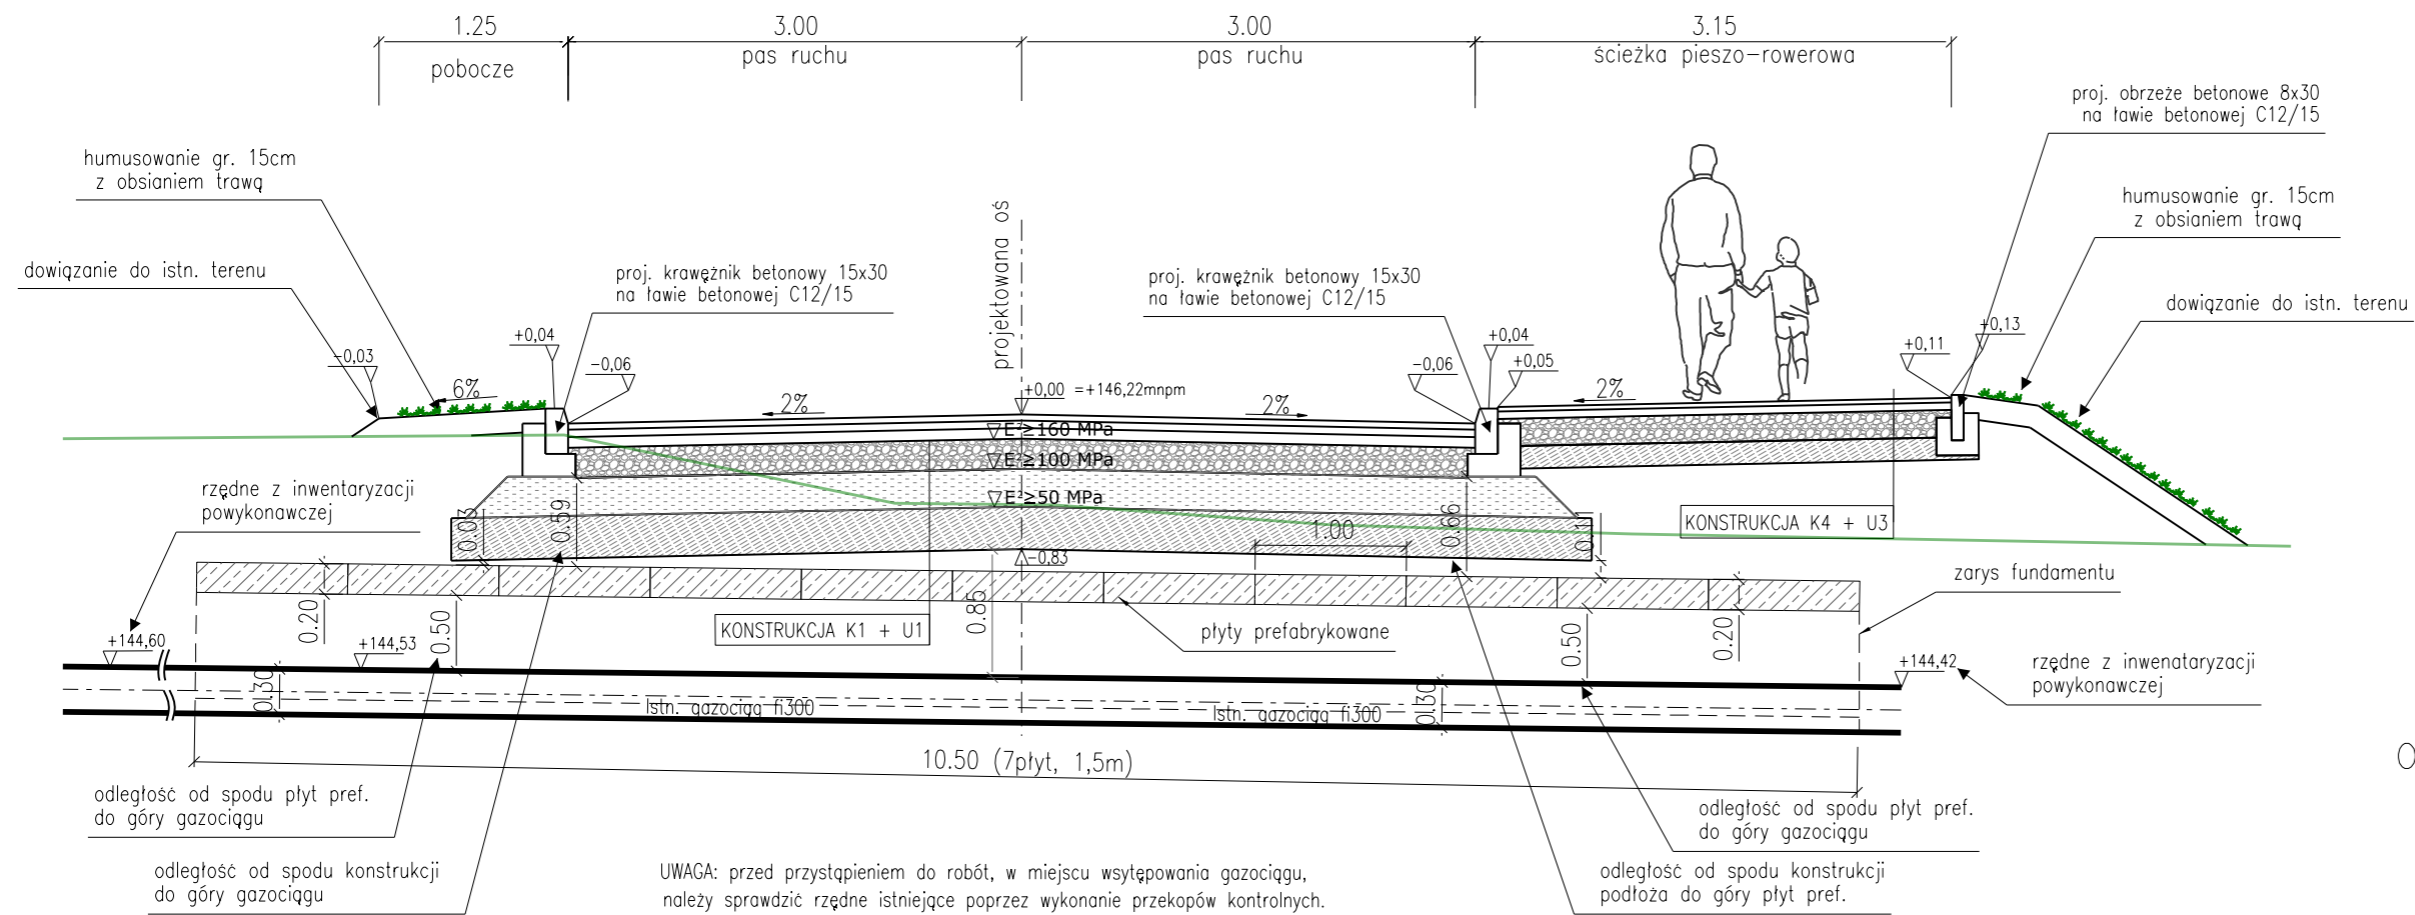 1.25
3.00
3.00
3.15
pobocze
pas ruchu
pas ruchu
ścieżka pieszo-rowerowa
proj. obrzeże betonowe 8x30
na ławie betonowej C12/15
humusowanie gr. 15cm
z obsianiem trawą
humusowanie gr. 15cm
z obsianiem trawą
dowiązanie do istn. terenu
proj. krawężnik betonowy 15x30
na ławie betonowej C12/15
projektowana oś
proj. krawężnik betonowy 15x30
na ławie betonowej C12/15
dowiązanie do istn. terenu
-0,03
+0,04
-0,06
+0,04
-0,06
+0,05
+0,11
+0,13
6%
2%
+0,00 =+146,22mnpm
2%
2%
E²≥160 MPa
E²≥100 MPa
E²≥50 MPa
rzędne z inwentaryzacji
powykonawczej
0.03
0.59
0.66
1.00
0.11
KONSTRUKCJA K4 + U3
-0,83
zarys fundamentu
0.20
0.50
0.85
KONSTRUKCJA K1 + U1
płyty prefabrykowane
0.50
0.20
+144,60
+144,53
+144,42
rzędne z inwenataryzacji
powykonawczej
0.30
Istn. gazociąg fi300
Istn. gazociąg fi300
0.30
10.50 (7płyt, 1,5m)
odległość od spodu płyt pref.
do góry gazociągu
odległość od spodu płyt pref.
do góry gazociągu
odległość od spodu konstrukcji
do góry gazociągu
UWAGA: przed przystąpieniem do robót, w miejscu wsytępowania gazociągu,
należy sprawdzić rzędne istniejące poprzez wykonanie przekopów kontrolnych.
odległość od spodu konstrukcji
podłoża do góry płyt pref.